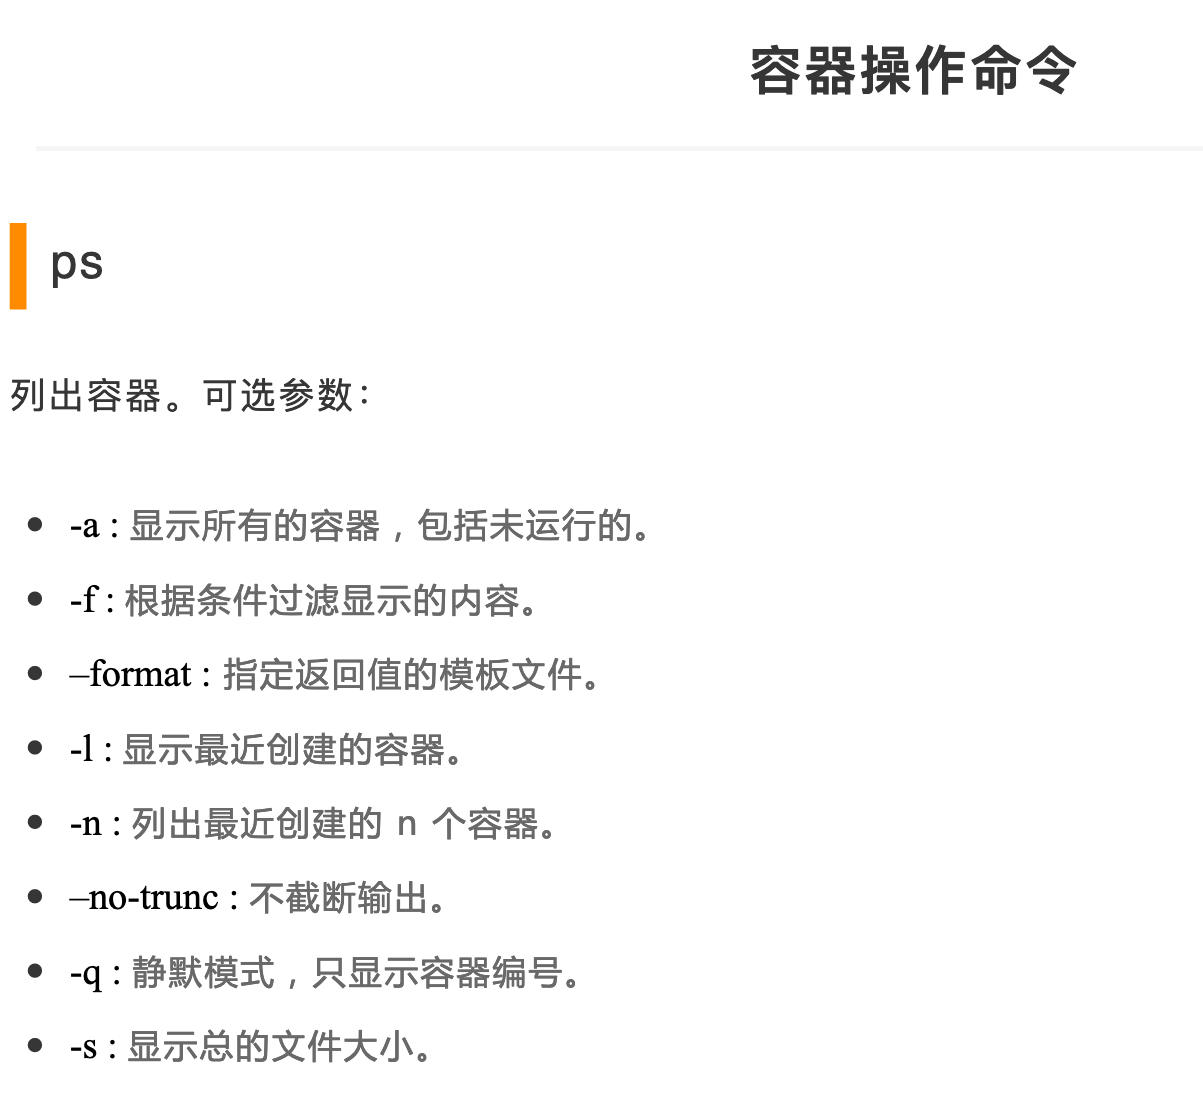 容器操作命令
ps
列出容器。可选参数：
-a : 显示所有的容器，包括未运行的。
-f : 根据条件过滤显示的内容。
–format : 指定返回值的模板文件。
-l : 显示最近创建的容器。
-n : 列出最近创建的 n 个容器。
–no-trunc : 不截断输出。
-q : 静默模式，只显示容器编号。
-s : 显示总的文件大小。